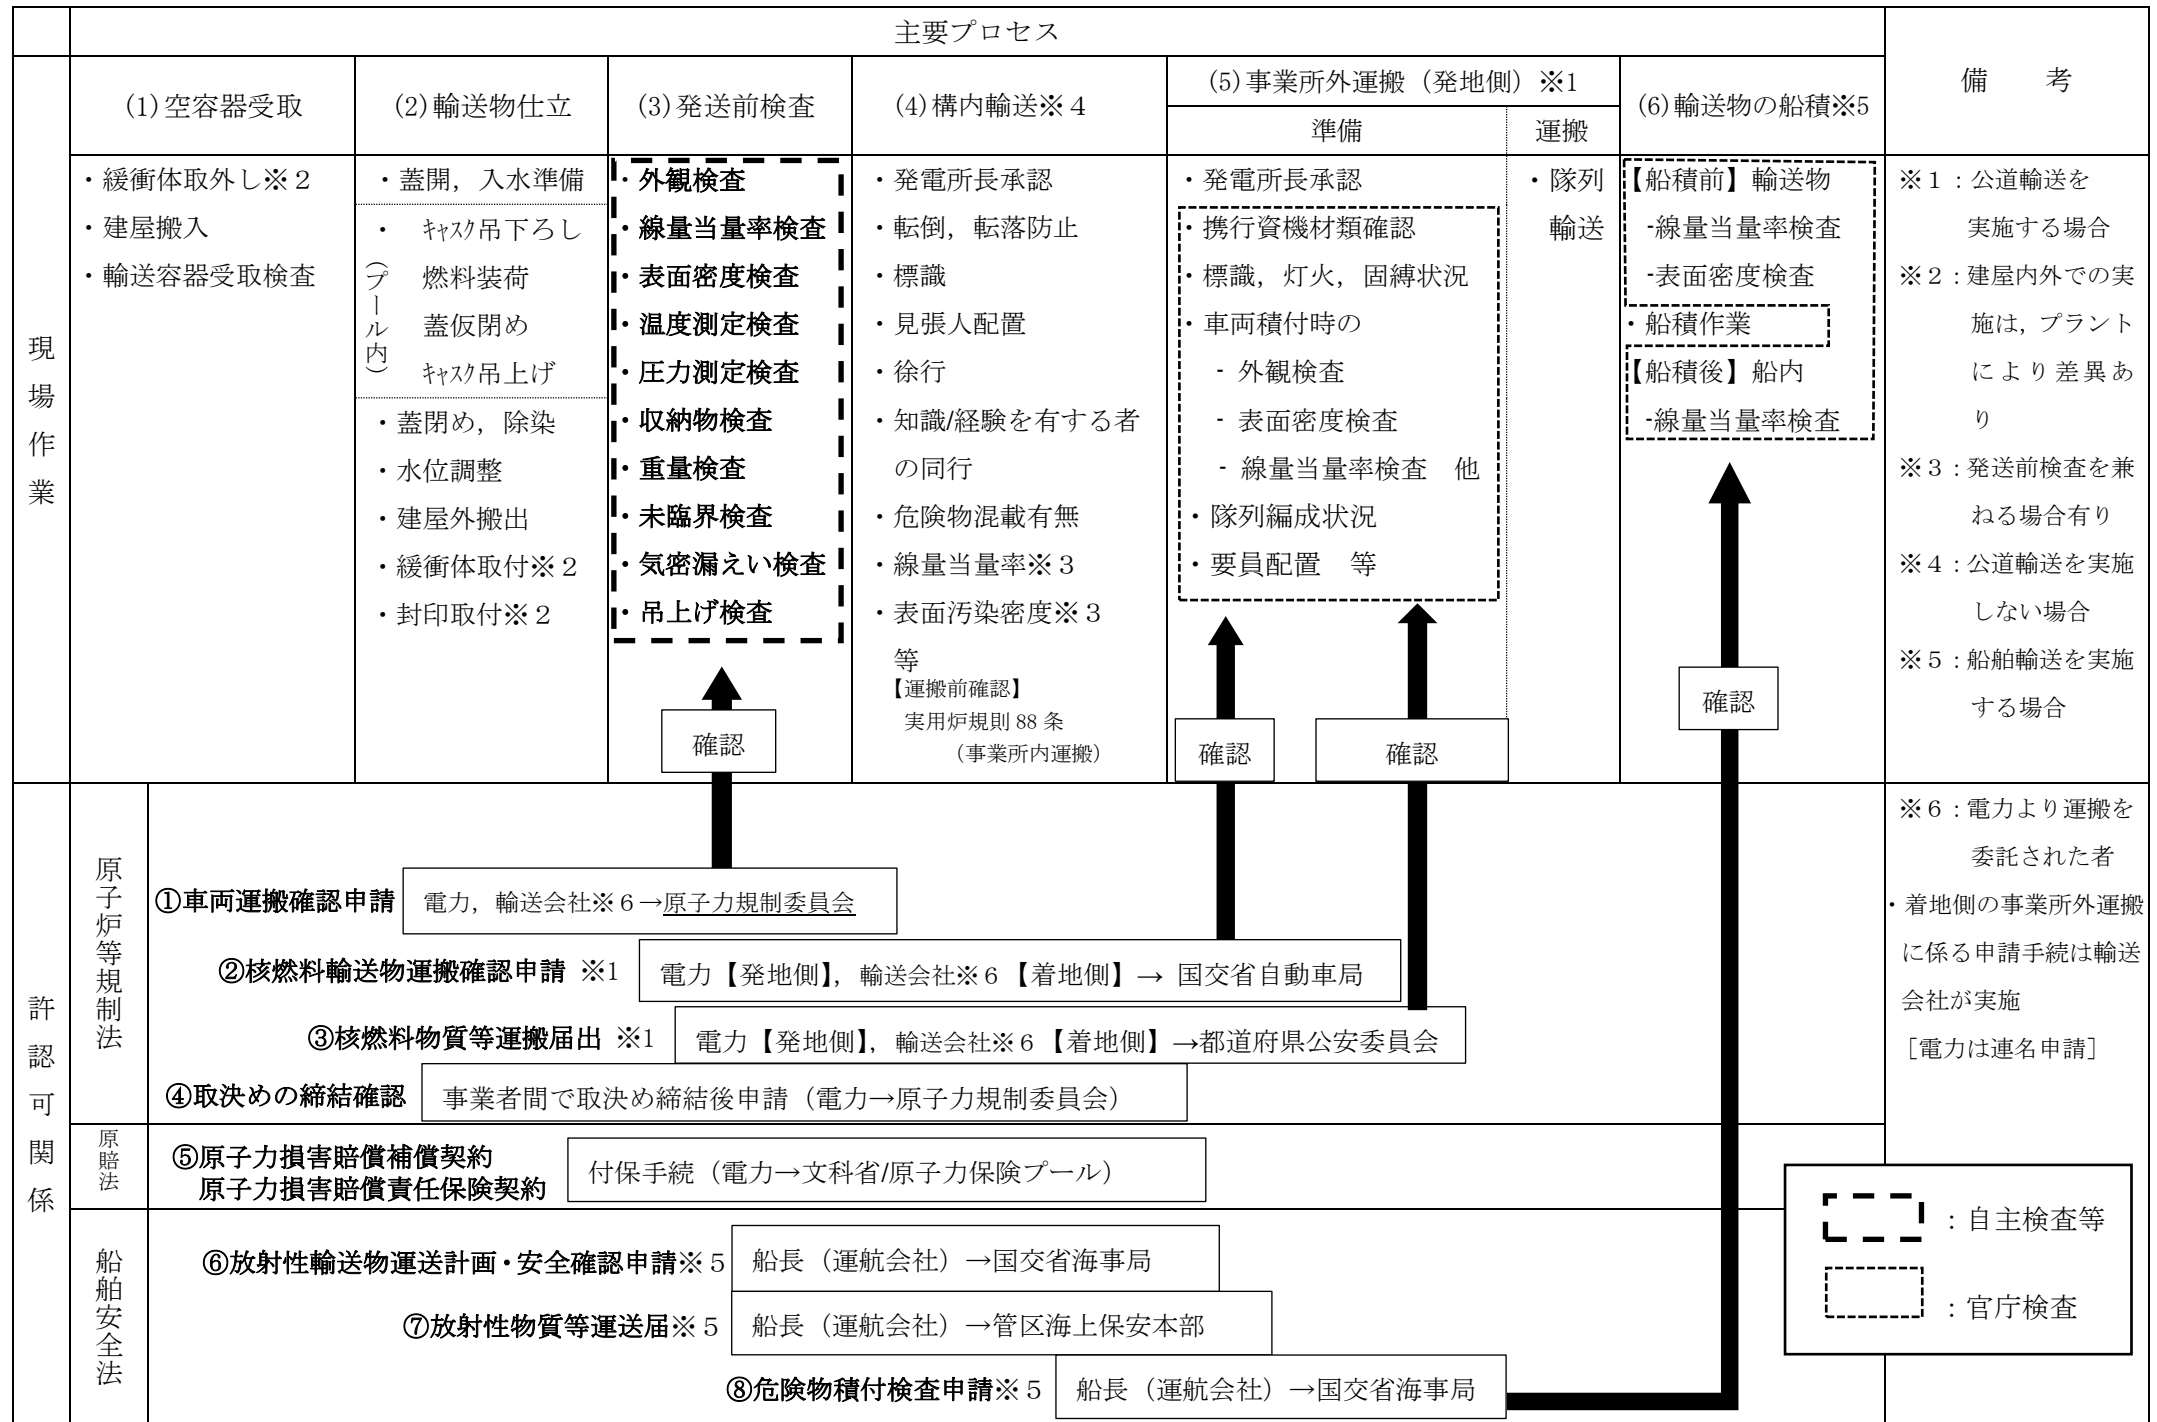 主要プロセス
備　考
(1)空容器受取
(2)輸送物仕立
(3)発送前検査
(4)構内輸送※４
(5)事業所外運搬（発地側）※1
準備
運搬
(6)輸送物の船積※5
現場作業
・緩衝体取外し※２
・建屋搬入
・輸送容器受取検査
・蓋開，入水準備
（プール内）
・ｷｬｽｸ吊下ろし
燃料装荷
蓋仮閉め
ｷｬｽｸ吊上げ
・蓋閉め，除染
・水位調整
・建屋外搬出
・緩衝体取付※２
・封印取付※２
・外観検査
・線量当量率検査
・表面密度検査
・温度測定検査
・圧力測定検査
・収納物検査
・重量検査
・未臨界検査
・気密漏えい検査
・吊上げ検査
確認
・発電所長承認
・転倒，転落防止
・標識
・見張人配置
・徐行
・知識/経験を有する者
の同行
・危険物混載有無
・線量当量率※３
・表面汚染密度※３
等
【運搬前確認】
実用炉規則 88 条
（事業所内運搬）
・発電所長承認
・携行資機材類確認
・標識，灯火，固縛状況
・車両積付時の
- 外観検査
- 表面密度検査
- 線量当量率検査　他
・隊列編成状況
・要員配置　等
確認
確認
・隊列
輸送
【船積前】輸送物
-線量当量率検査
-表面密度検査
・船積作業
【船積後】船内
-線量当量率検査
確認
※１：公道輸送を
実施する場合
※２：建屋内外での実
施は，プラント
により差異あ
り
※３：発送前検査を兼
ねる場合有り
※４：公道輸送を実施
しない場合
※５：船舶輸送を実施
する場合
許認可関係
原子炉等規制法
①車両運搬確認申請
電力，輸送会社※６→原子力規制委員会
②核燃料輸送物運搬確認申請 ※1
電力【発地側】，輸送会社※６【着地側】→ 国交省自動車局
③核燃料物質等運搬届出 ※1
電力【発地側】，輸送会社※６【着地側】→都道府県公安委員会
④取決めの締結確認
事業者間で取決め締結後申請（電力→原子力規制委員会）
原賠法
⑤原子力損害賠償補償契約
原子力損害賠償責任保険契約
付保手続（電力→文科省/原子力保険プール）
船舶安全法
⑥放射性輸送物運送計画・安全確認申請※５
船長（運航会社）→国交省海事局
⑦放射性物質等運送届※５
船長（運航会社）→管区海上保安本部
⑧危険物積付検査申請※５
船長（運航会社）→国交省海事局
※６：電力より運搬を
委託された者
・着地側の事業所外運搬
に係る申請手続は輸送
会社が実施
［電力は連名申請］
：自主検査等
：官庁検査